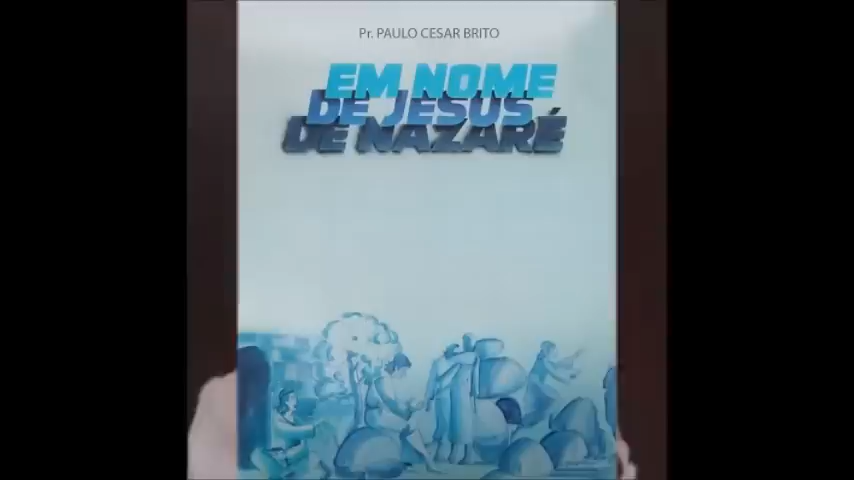 Pr. PAULO CESAR BRITO
EM NOME
DE JESUS
DE NAZARÉ